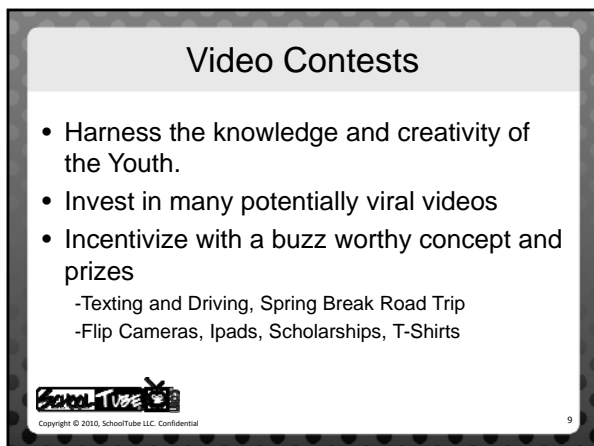 Video Contests
• Harness the knowledge and creativity of
the Youth.
• Invest in many potentially viral videos
• Incentivize with a buzz worthy concept and
prizes
-Texting and Driving, Spring Break Road Trip
-Flip Cameras, Ipads, Scholarships, T-Shirts
SCHOOL TUBE
Copyright © 2010, SchoolTube LLC. Confidential
9